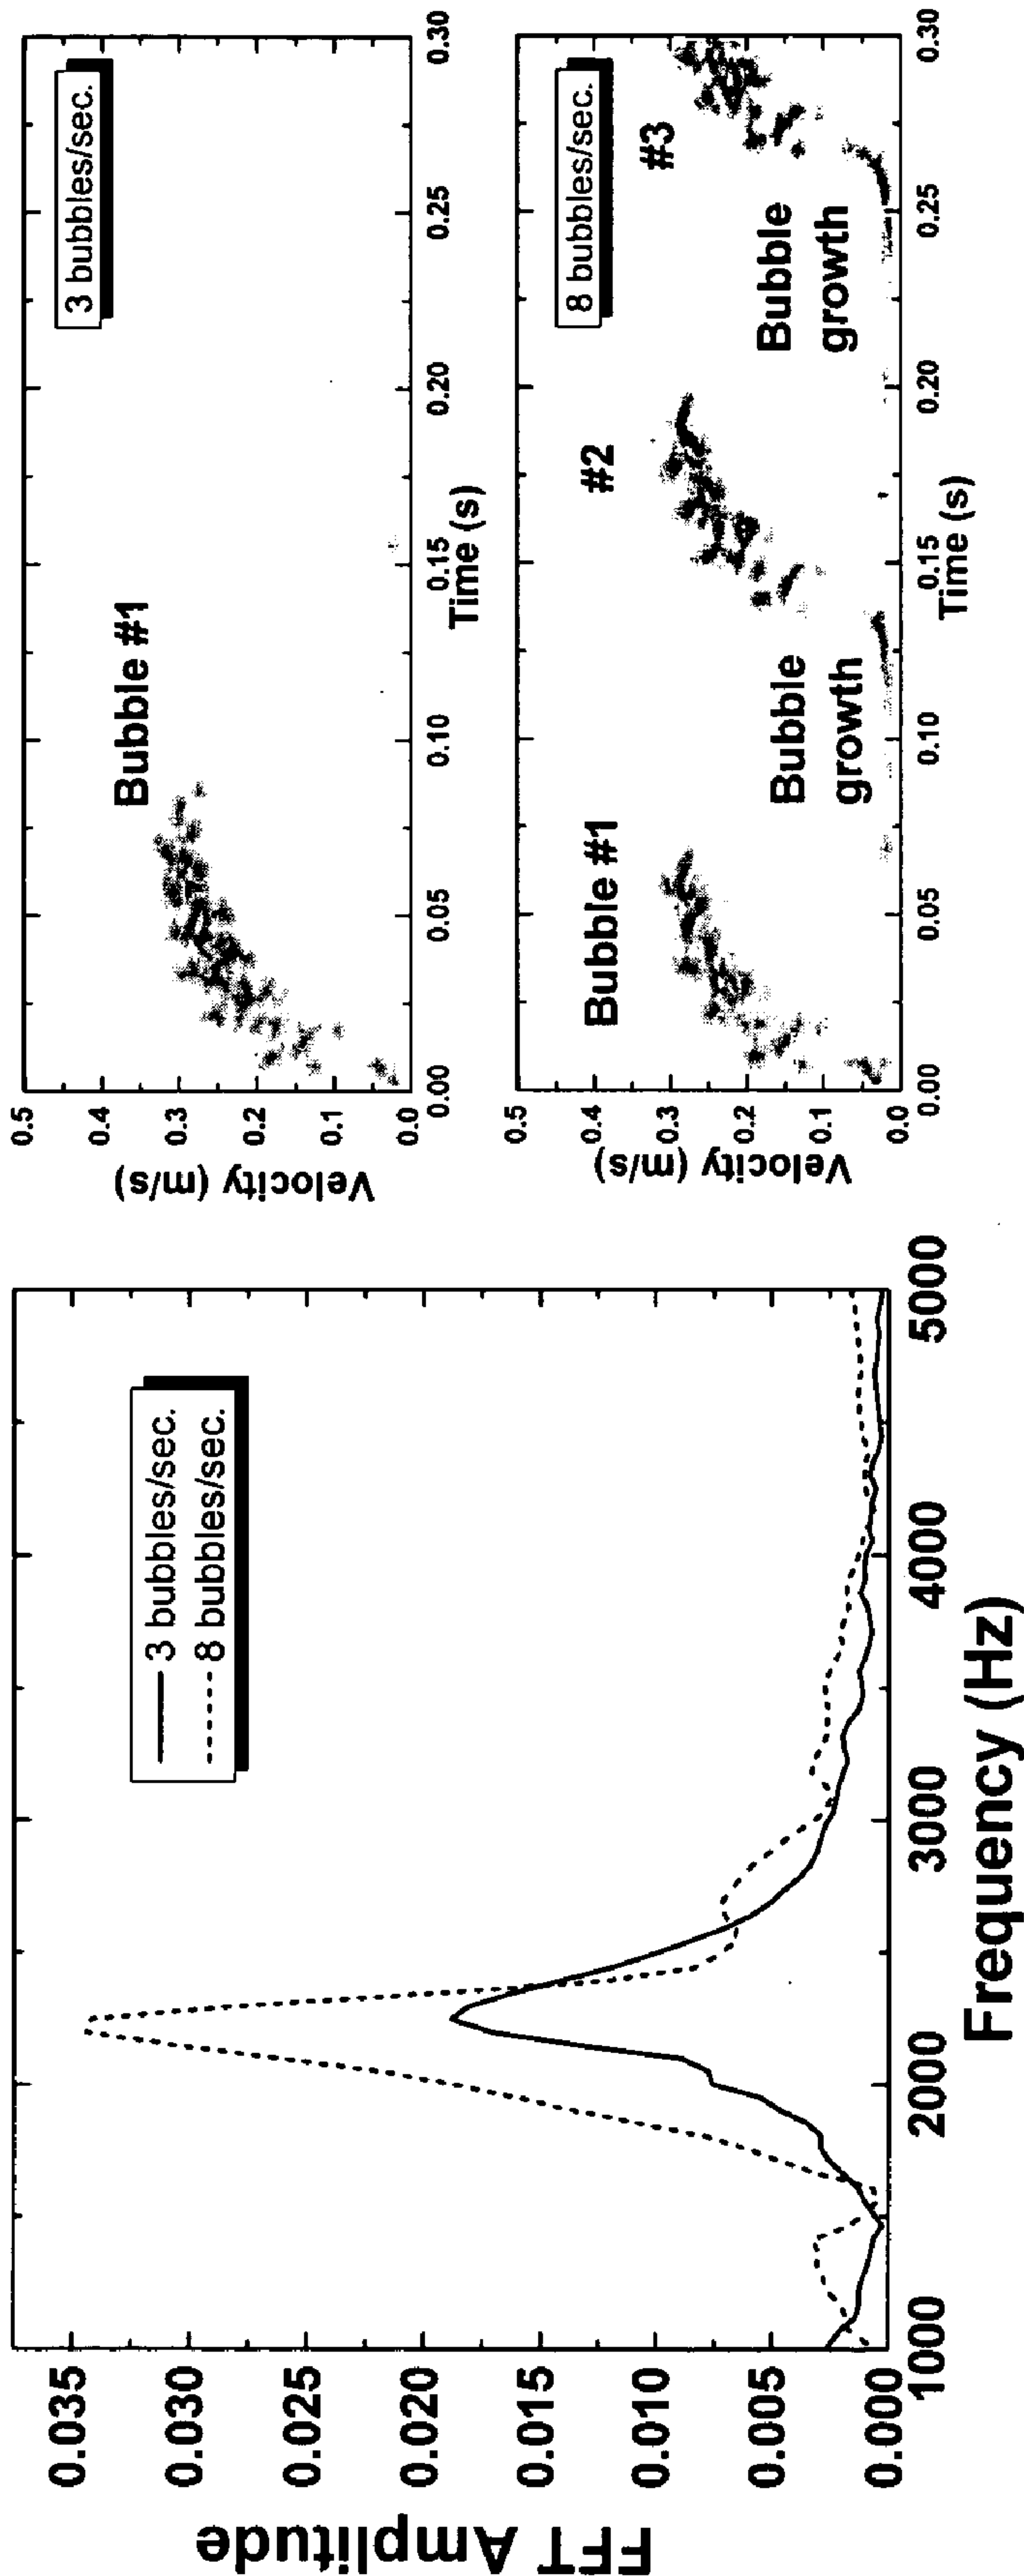 FFT Amplitude
0.035
0.030
0.025
0.020
0.015
0.010
0.005
0.000
3 bubbles/sec.
8 bubbles/sec.
1000
2000
3000
4000
5000
Frequency (Hz)
Velocity (m/s)
0.5
0.4
0.3
0.2
0.1
0.0
3 bubbles/sec.
Bubble #1
0.00
0.05
0.10
0.15
0.20
0.25
0.30
Time (s)
Velocity (m/s)
0.5
0.4
0.3
0.2
0.1
0.0
8 bubbles/sec.
Bubble #1
#2
#3
Bubble
growth
Bubble
growth
0.00
0.05
0.10
0.15
0.20
0.25
0.30
Time (s)